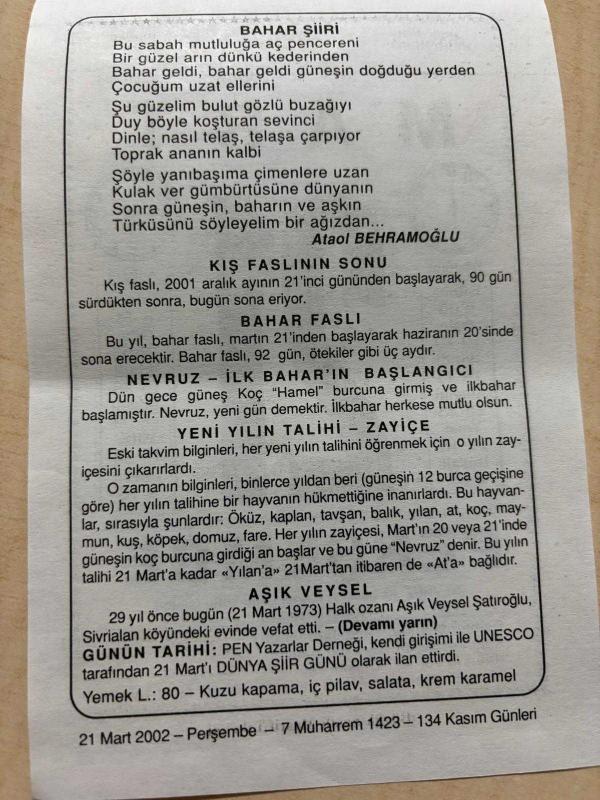 BAHAR ŞİİRİ
Bu sabah mutluluğa aç pencereni
Bir güzel arın dünkü kederinden
Bahar geldi, bahar geldi güneşin doğduğu yerden
Çocuğum uzat ellerini
Şu güzelim bulut gözlü buzağıyı
Duy böyle koşturan sevinci
Dinle; nasıl telaş, telaşa çarpıyor
Toprak ananın kalbi
Şöyle yanıbaşıma çimenlere uzan
Kulak ver gümbürtüsüne dünyanın
Sonra güneşin, baharın ve aşkın
Türküsünü söyleyelim bir ağızdan...
Ataol BEHRAMOĞLU
KIŞ FASLININ SONU
Kış faslı, 2001 aralık ayının 21'inci gününden başlayarak, 90 gün
sürdükten sonra, bugün sona eriyor.
BAHAR FASLI
Bu yıl, bahar faslı, martın 21'inden başlayarak haziranın 20'sinde
sona erecektir. Bahar faslı, 92 gün, ötekiler gibi üç aydır.
NEVRUZ – İLK BAHAR'IN BAŞLANGICI
Dün gece güneş Koç "Hamel" burcuna girmiş ve ilkbahar
başlamıştır. Nevruz, yeni gün demektir. İlkbahar herkese mutlu olsun.
YENİ YILIN TALİHİ – ZAYİÇE
Eski takvim bilginleri, her yeni yılın talihini öğrenmek için o yılın zay-
içesini çıkarırlardı.
O zamanın bilginleri, binlerce yıldan beri (güneşin 12 burca geçişine
göre) her yılın talihine bir hayvanın hükmettiğine inanırlardı. Bu hayvan-
lar, sırasıyla şunlardır: Öküz, kaplan, tavşan, balık, yılan, at, koç, may-
mun, kuş, köpek, domuz, fare. Her yılın zayiçesi, Mart'ın 20 veya 21'inde
güneşin koç burcuna girdiği an başlar ve bu güne "Nevruz" denir. Bu yılın
talihi 21 Mart'a kadar «Yılan'a» 21Mart'tan itibaren de «At'a» bağlıdır.
AŞIK VEYSEL
29 yıl önce bugün (21 Mart 1973) Halk ozanı Aşık Veysel Şatıroğlu,
Sivrialan köyündeki evinde vefat etti. – (Devamı yarın)
GÜNÜN TARİHİ: PEN Yazarlar Derneği, kendi girişimi ile UNESCO
tarafından 21 Mart'ı DÜNYA ŞİİR GÜNÜ olarak ilan ettirdi.
Yemek L.: 80 – Kuzu kapama, iç pilav, salata, krem karamel
21 Mart 2002 – Perşembe – 7 Muharrem 1423 – 134 Kasım Günleri